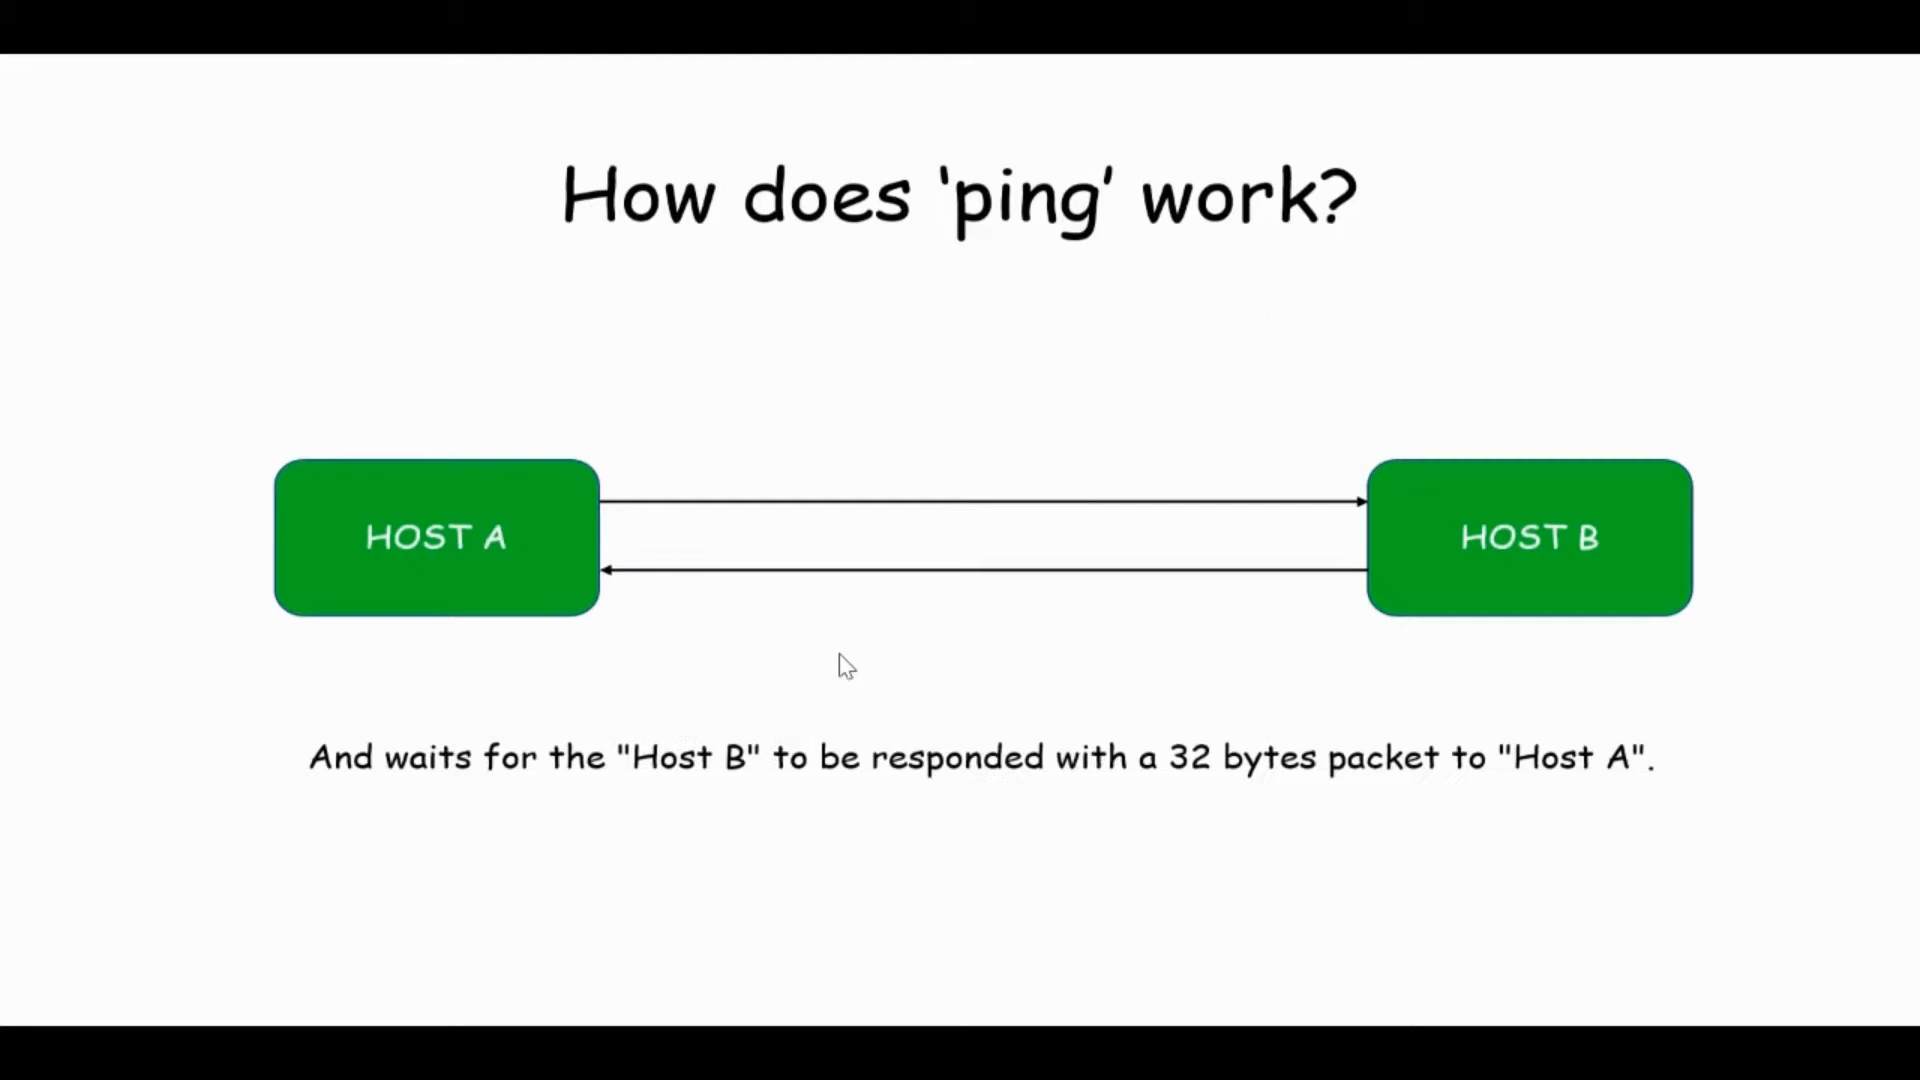 How does ‘ping’ work?
HOST A
HOST B
And waits for the "Host B" to be responded with a 32 bytes packet to "Host A".